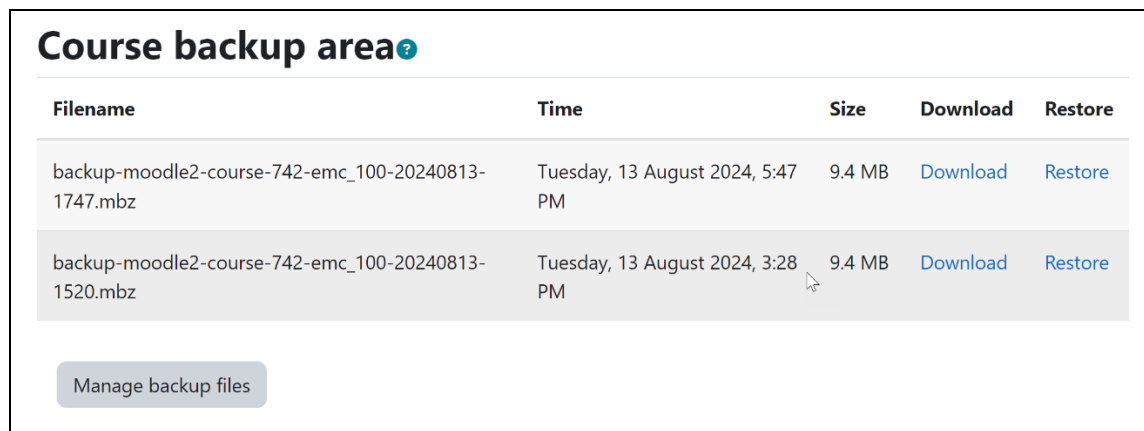 Course backup area?
Filename Time Size Download Restore
backup-moodle2-course-742-emc_100-20240813- Tuesday, 13 August 2024, 5:47 9.4 MB Download Restore
1747.mbz PM
backup-moodle2-course-742-emc_100-20240813- Tuesday, 13 August 2024, 3:28 9.4 MB Download Restore
1520.mbz PM
Manage backup files